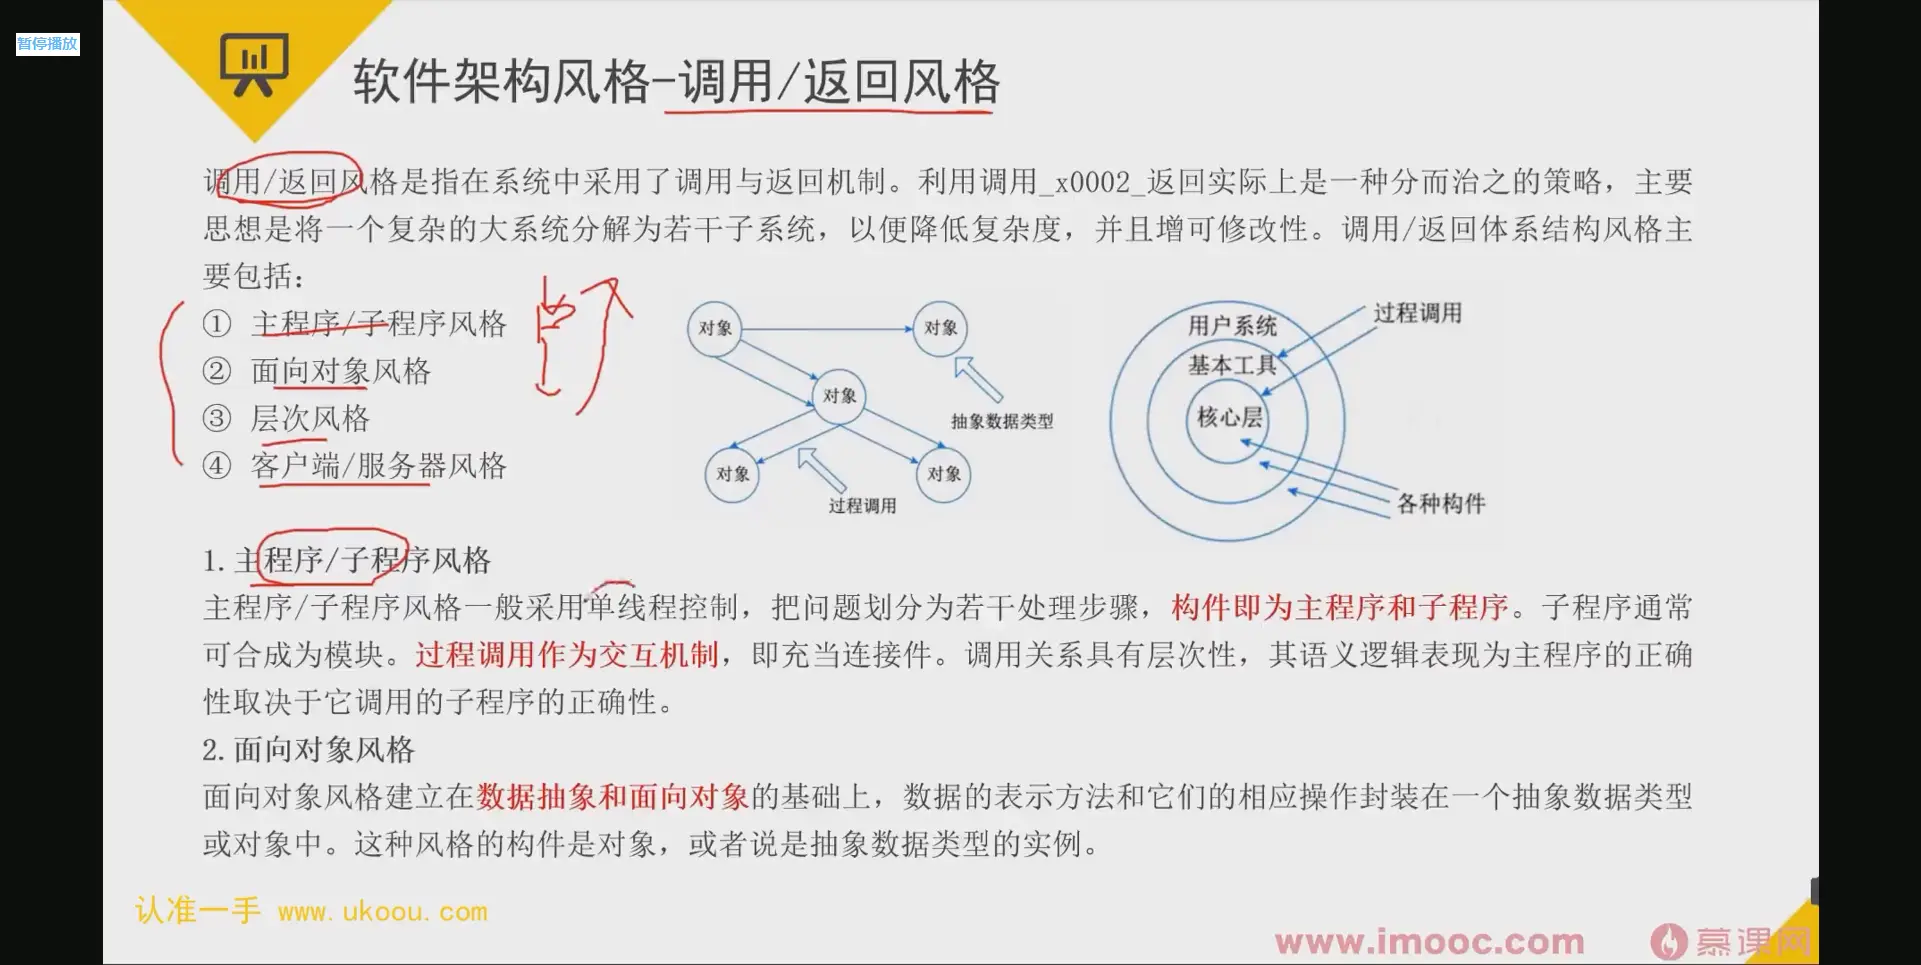 暂停播放
软件架构风格-调用/返回风格
调用/返回风格是指在系统中采用了调用与返回机制。利用调用_x0002_返回实际上是一种分而治之的策略，主要
思想是将一个复杂的大系统分解为若干子系统，以便降低复杂度，并且增可修改性。调用/返回体系结构风格主
要包括：
① 主程序/子程序风格
② 面向对象风格
③ 层次风格
④ 客户端/服务器风格
对象
对象
对象
抽象数据类型
对象
对象
过程调用
过程调用
用户系统
基本工具
核心层
各种构件
1.主程序/子程序风格
主程序/子程序风格一般采用单线程控制，把问题划分为若干处理步骤，构件即为主程序和子程序。子程序通常
可合成为模块。过程调用作为交互机制，即充当连接件。调用关系具有层次性，其语义逻辑表现为主程序的正确
性取决于它调用的子程序的正确性。
2.面向对象风格
面向对象风格建立在数据抽象和面向对象的基础上，数据的表示方法和它们的相应操作封装在一个抽象数据类型
或对象中。这种风格的构件是对象，或者说是抽象数据类型的实例。
认准一手 www.ukoou.com
www.imooc.com 慕课网